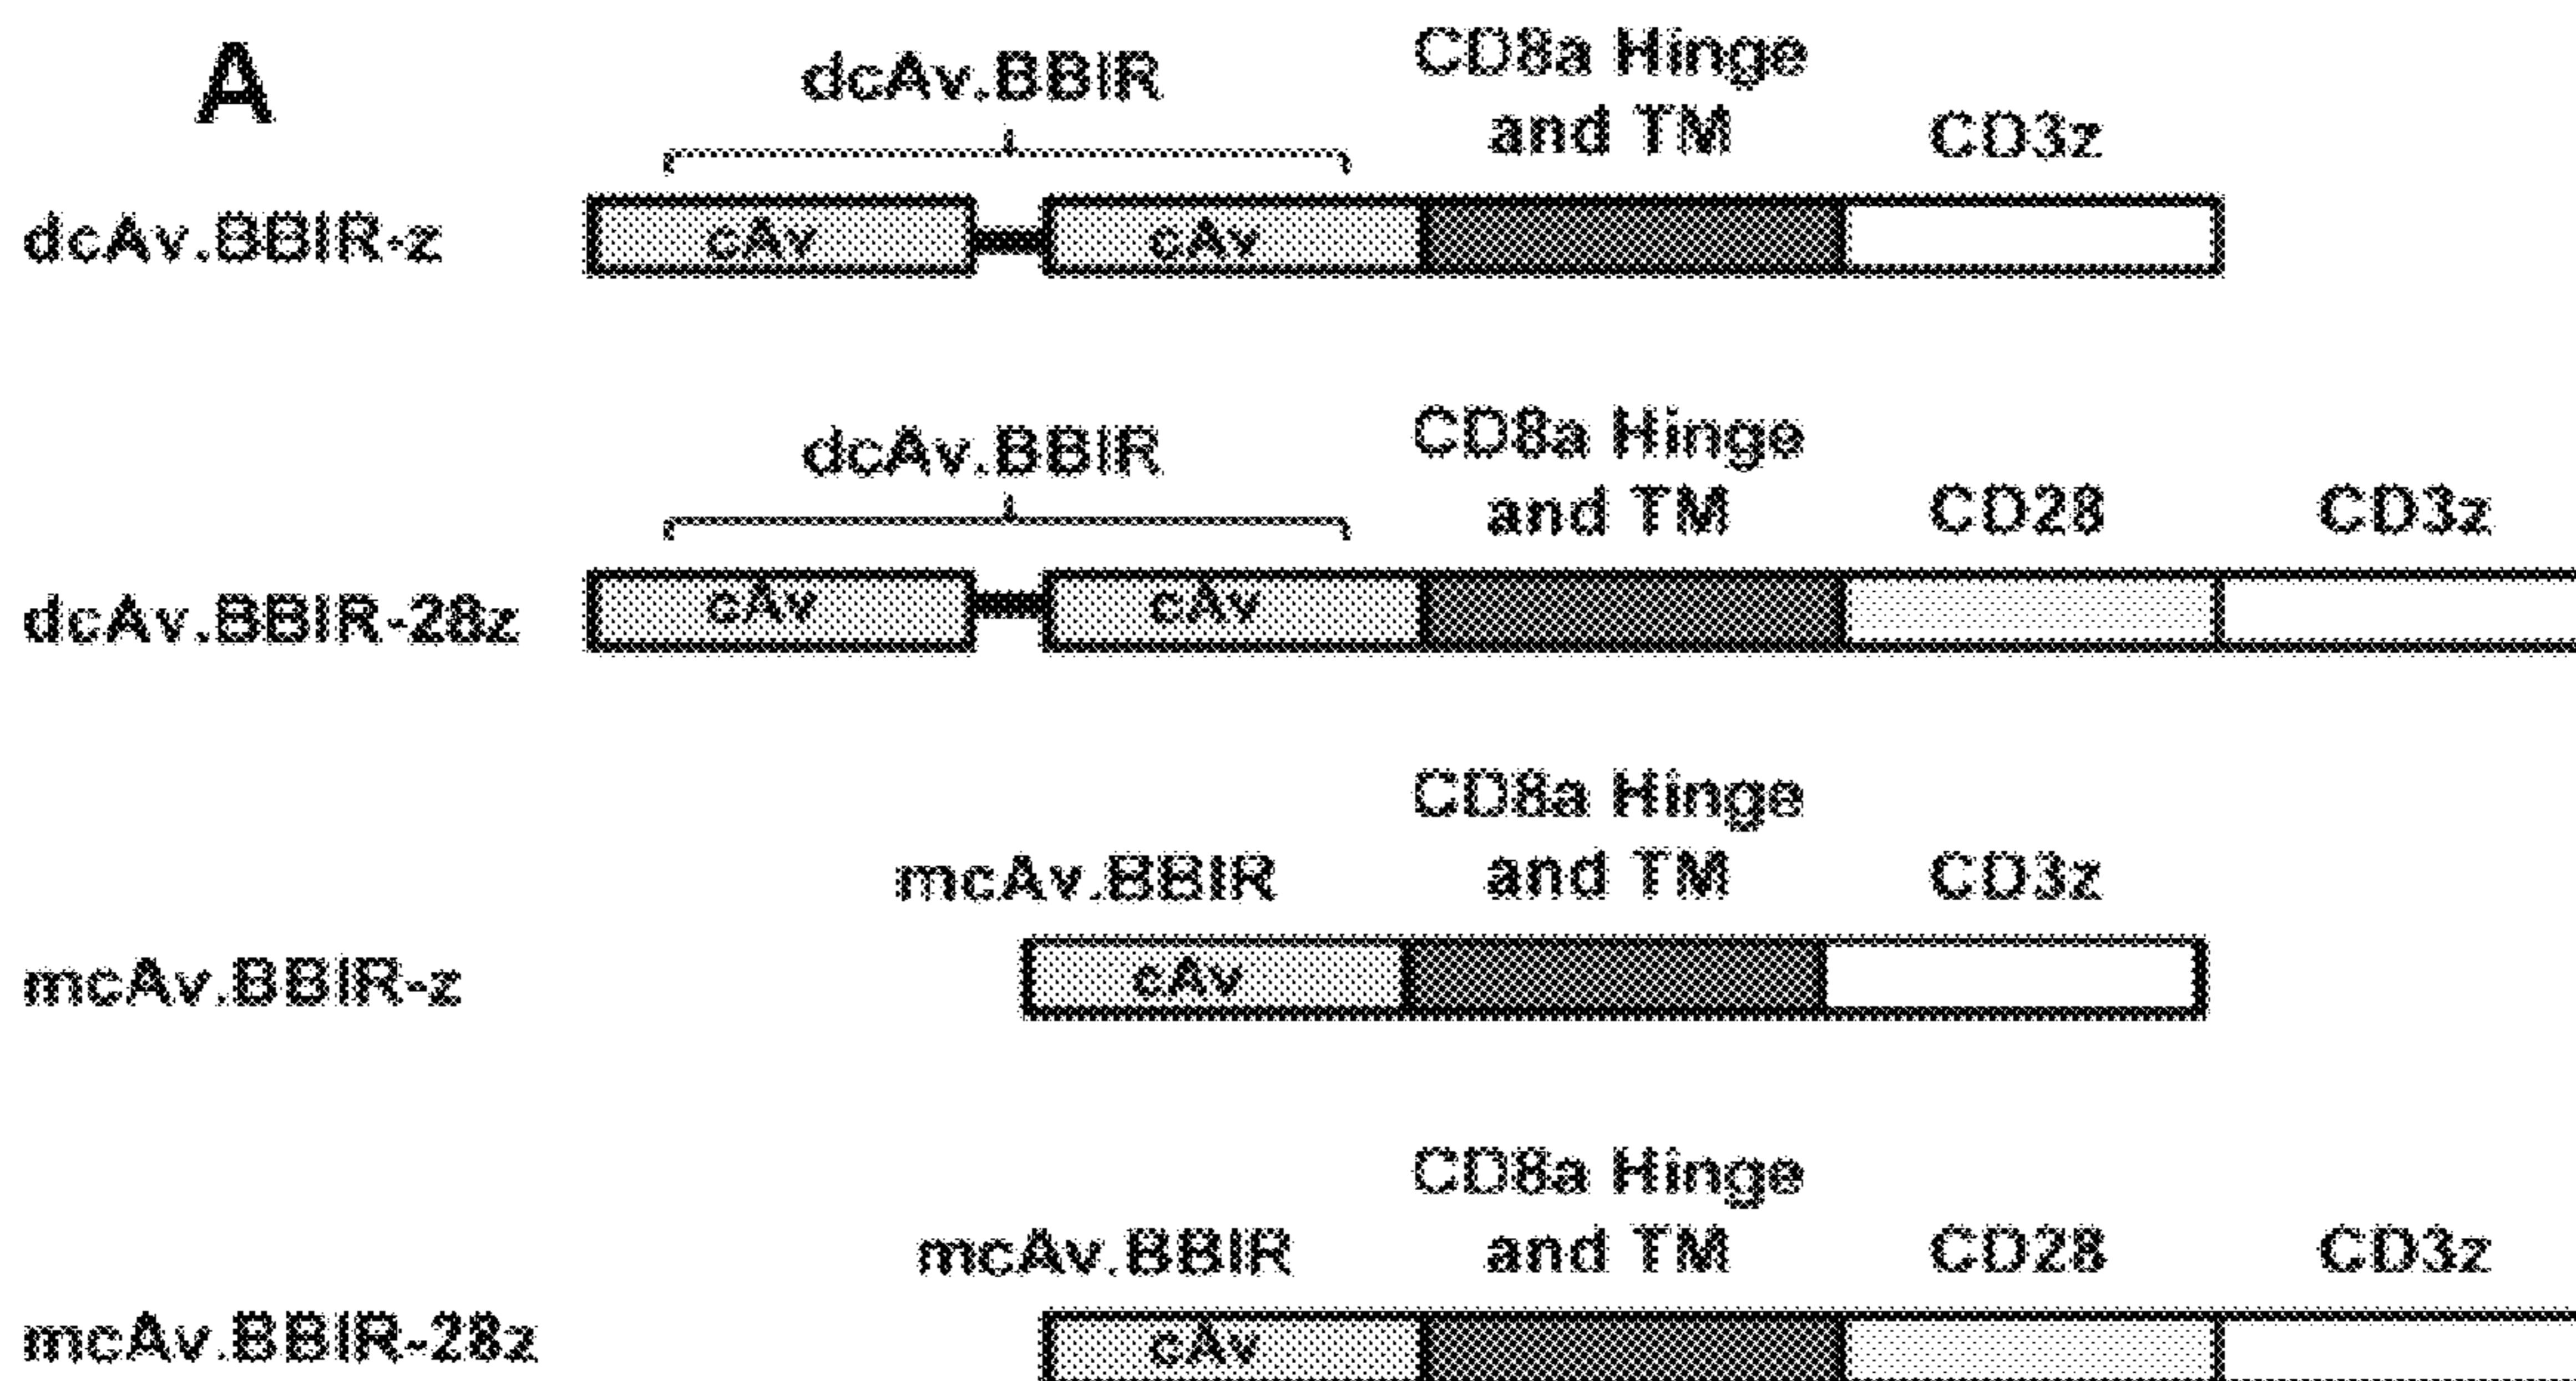 A
dcAv.BBIR
CD8a Hinge
and TM
CD3z
dcAv.BBIR-z
cAv
cAv
dcAv.BBIR
CD8a Hinge
and TM
CD28
CD3z
dcAv.BBIR-28z
cAv
cAv
mcAv.BBIR
CD8a Hinge
and TM
CD3z
mcAv.BBIR-z
cAv
mcAv.BBIR
CD8a Hinge
and TM
CD28
CD3z
mcAv.BBIR-28z
cAv